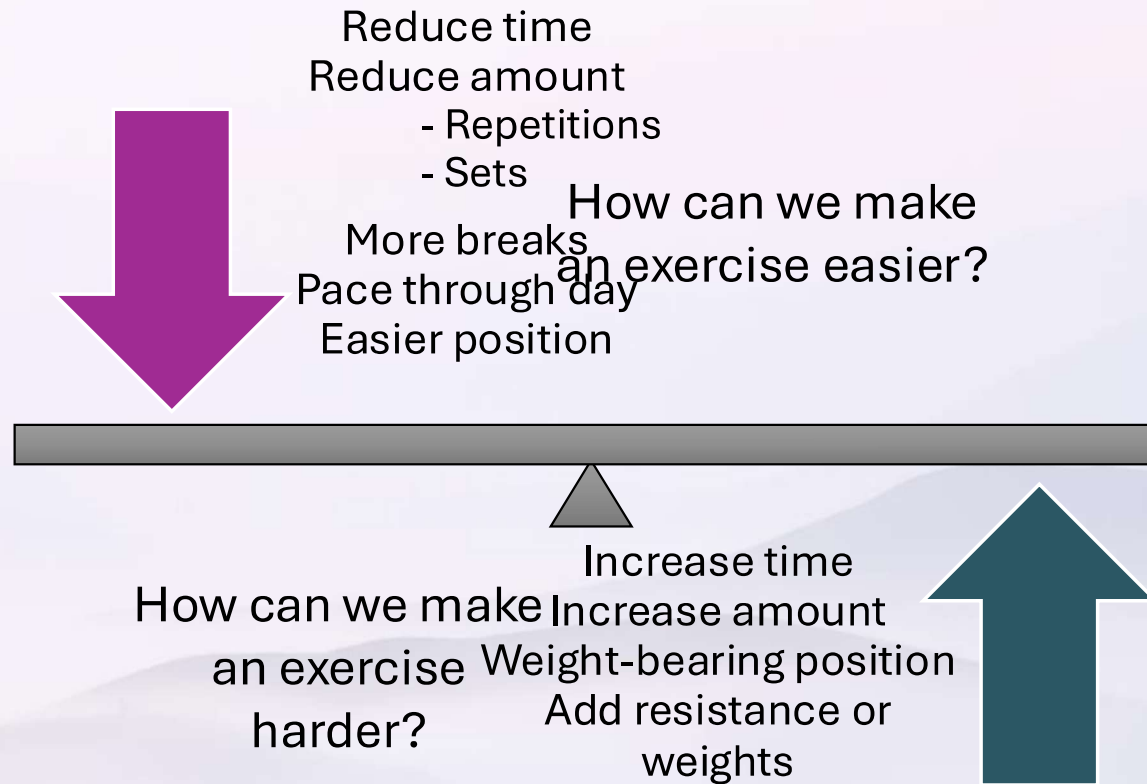 Reduce time
Reduce amount
- Repetitions
- Sets
More breaks
Pace through day
Easier position
How can we make
an exercise easier?
How can we make
an exercise
harder?
Increase time
Increase amount
Weight-bearing position
Add resistance or
weights